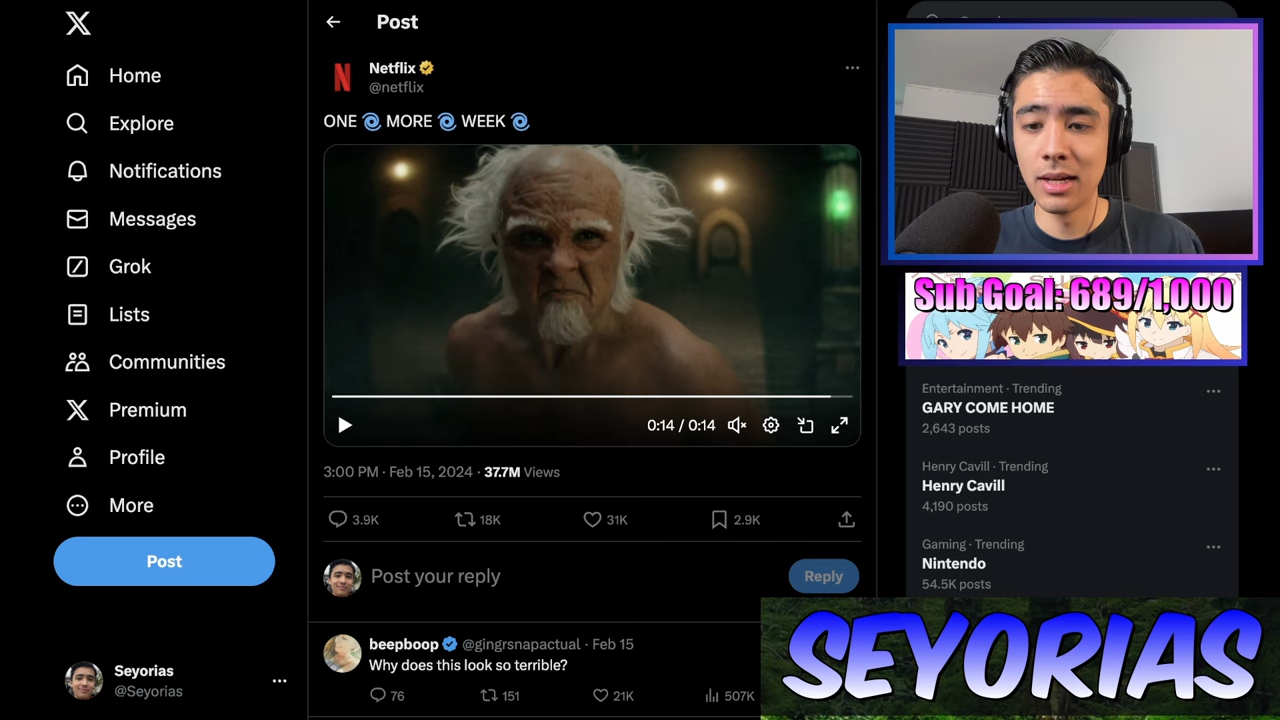 Home
Explore
Notifications
Messages
Grok
Lists
Communities
Premium
Profile
More
Post
Seyorias
@Seyorias
Post
Netflix
@netflix
ONE 🌀 MORE 🌀 WEEK 🌀
0:14 / 0:14
3:00 PM · Feb 15, 2024 · 37.7M Views
3.9K 18K 31K 2.9K
Post your reply
Reply
beepboop @gingrsnapactual · Feb 15
Why does this look so terrible?
76 151 21K 507K
Sub Goal: 689/1,000
Entertainment · Trending
GARY COME HOME
2,643 posts
Henry Cavill · Trending
Henry Cavill
4,190 posts
Gaming · Trending
Nintendo
54.5K posts
SEYORIAS